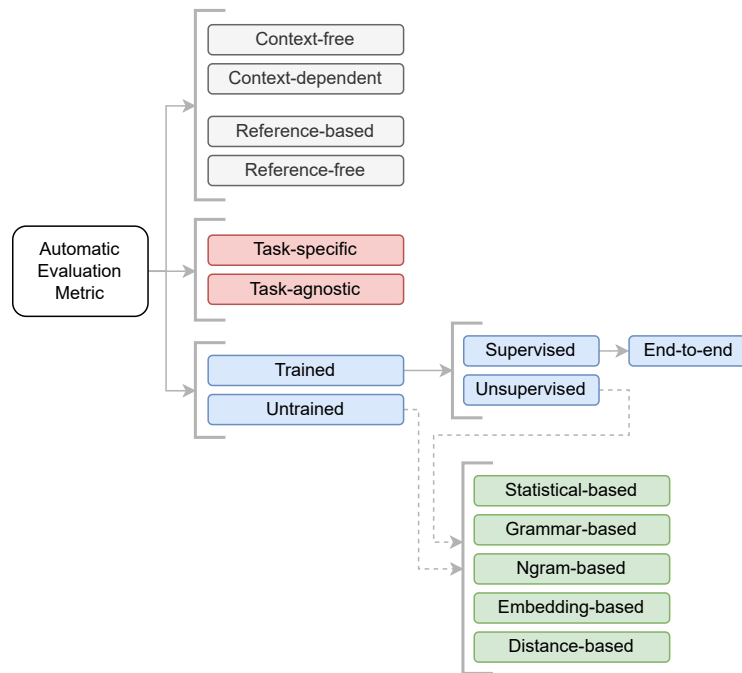 Context-free
Context-dependent
Reference-based
Reference-free
Automatic
Evaluation
Metric
Task-specific
Task-agnostic
Trained
Untrained
Supervised
Unsupervised
End-to-end
Statistical-based
Grammar-based
Ngram-based
Embedding-based
Distance-based